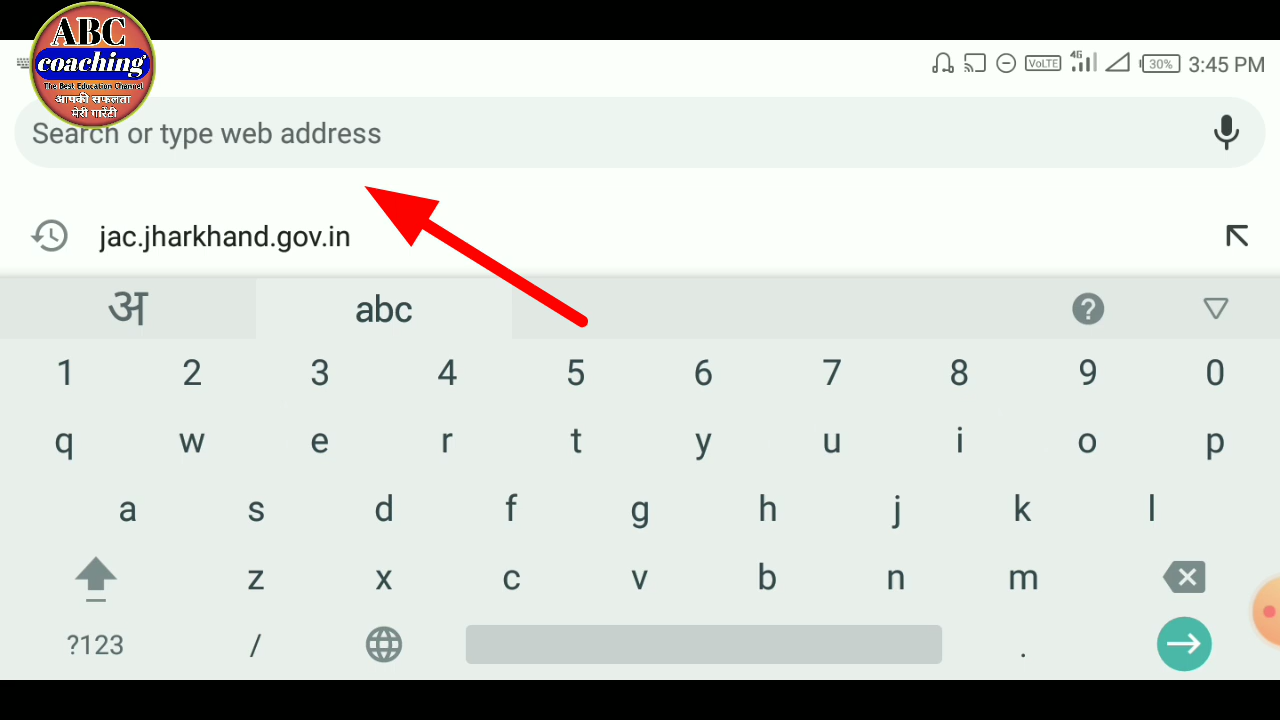 ABC
coaching
The Best Education Channel
आपकी सफलता
मेरी गारंटी
VoLTE
4G
30%
3:45 PM
Search or type web address
jac.jharkhand.gov.in
अ
abc
?
1 2 3 4 5 6 7 8 9 0
q w e r t y u i o p
a s d f g h j k l
z x c v b n m
?123 / .